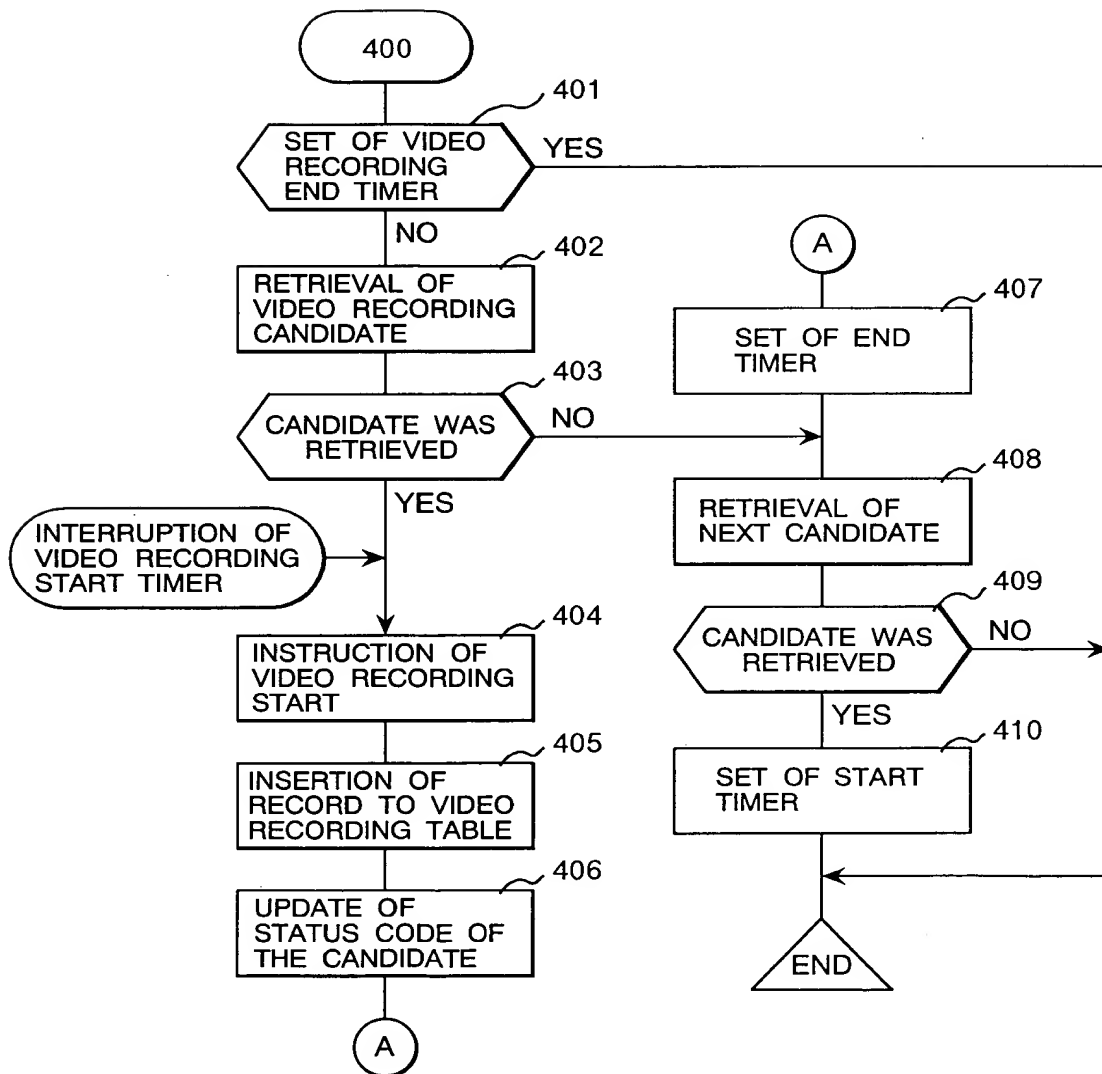 400
401
SET OF VIDEO
RECORDING
END TIMER
YES
NO
402
RETRIEVAL OF
VIDEO RECORDING
CANDIDATE
403
CANDIDATE WAS
RETRIEVED
NO
YES
INTERRUPTION OF
VIDEO RECORDING
START TIMER
404
INSTRUCTION OF
VIDEO RECORDING
START
405
INSERTION OF
RECORD TO VIDEO
RECORDING TABLE
406
UPDATE OF
STATUS CODE OF
THE CANDIDATE
A
A
407
SET OF END
TIMER
408
RETRIEVAL OF
NEXT CANDIDATE
409
CANDIDATE WAS
RETRIEVED
NO
YES
410
SET OF START
TIMER
END